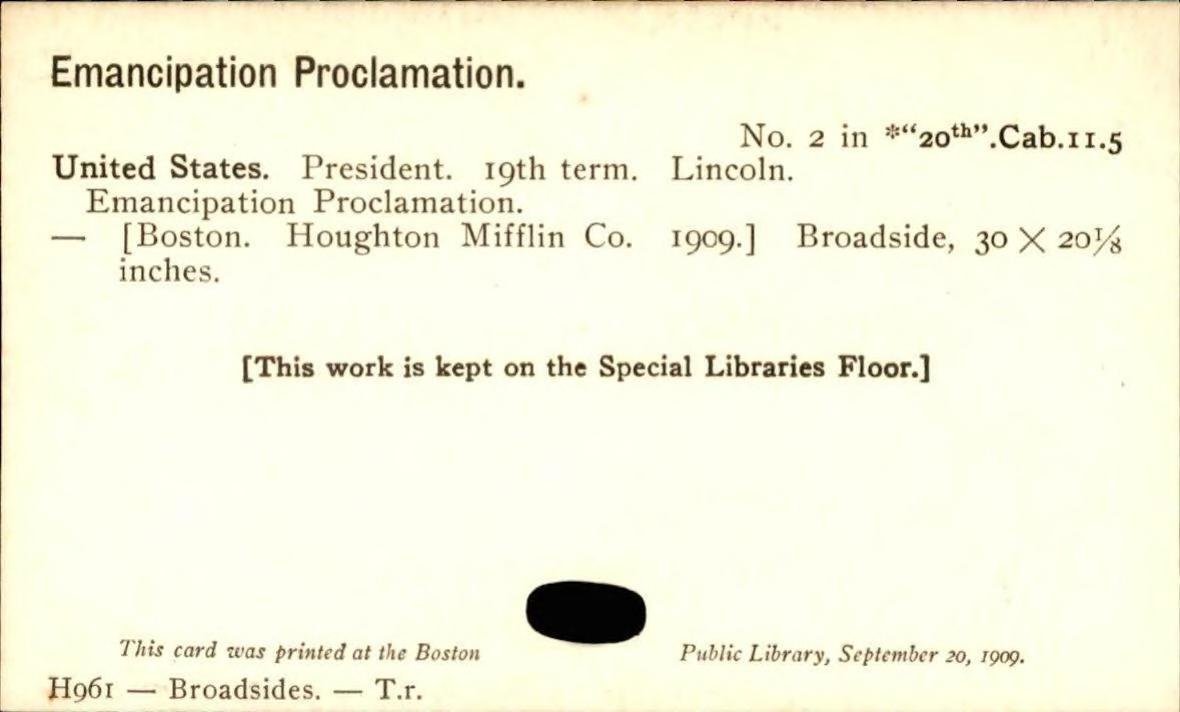 Emancipation Proclamation.
No. 2 in *“20th”.Cab.11.5
United States. President. 19th term. Lincoln.
Emancipation Proclamation.
— [Boston. Houghton Mifflin Co. 1909.] Broadside, 30 × 20⅛
inches.
[This work is kept on the Special Libraries Floor.]
This card was printed at the Boston Public Library, September 20, 1909.
H961 — Broadsides. — T.r.